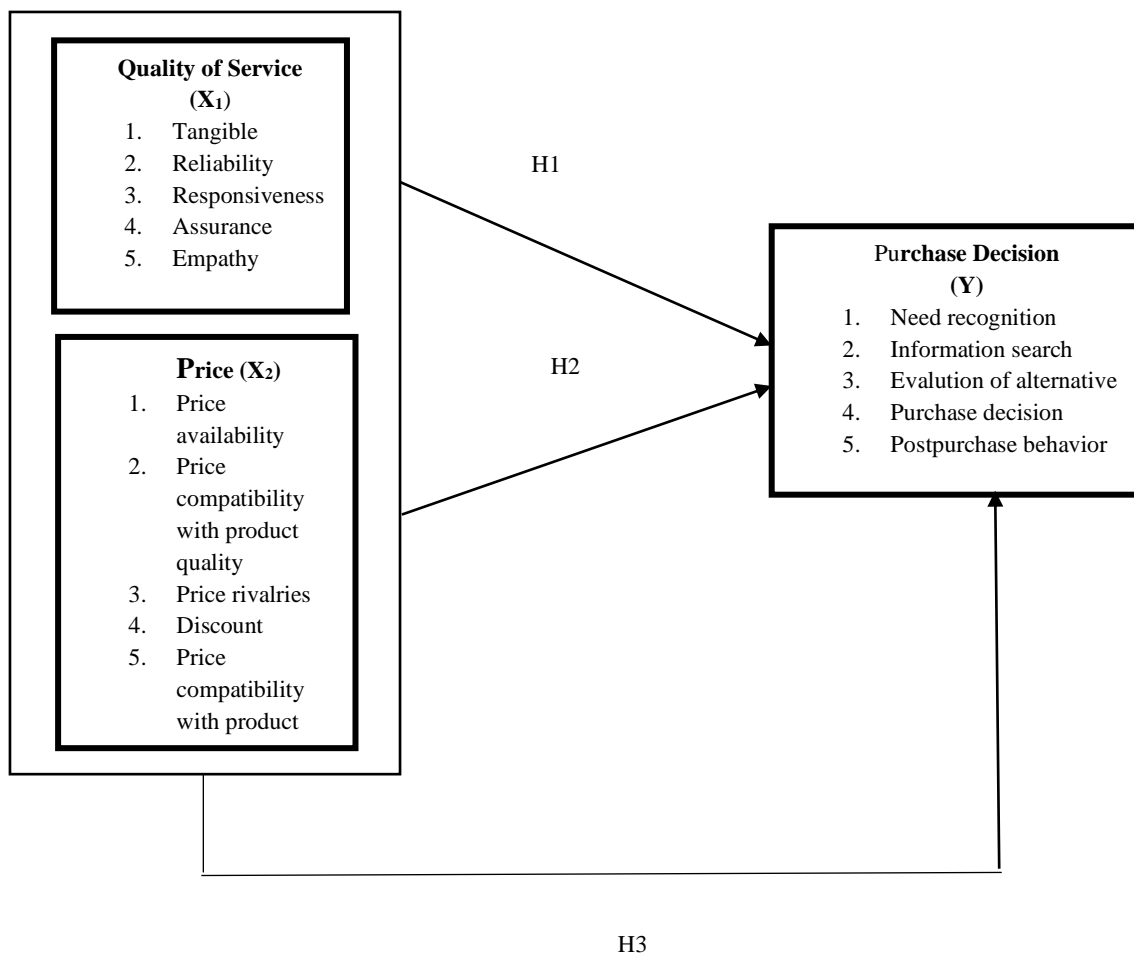 Quality of Service
(X1)
1. Tangible
2. Reliability
3. Responsiveness
4. Assurance
5. Empathy
H1
Purchase Decision
(Y)
1. Need recognition
2. Information search
3. Evalution of alternative
4. Purchase decision
5. Postpurchase behavior
H2
Price (X2)
1. Price
availability
2. Price
compatibility
with product
quality
3. Price rivalries
4. Discount
5. Price
compatibility
with product
H3